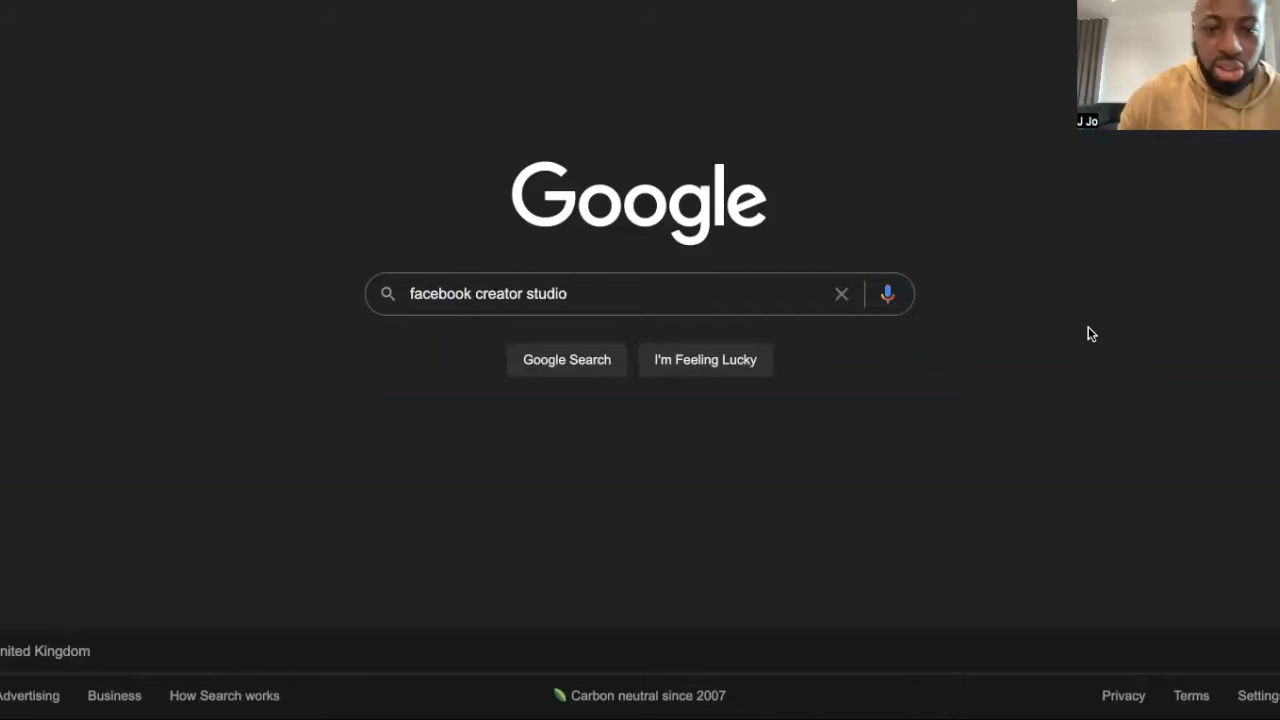 J Jo
Google
facebook creator studio
Google Search
I'm Feeling Lucky
nited Kingdom
Advertising
Business
How Search works
Carbon neutral since 2007
Privacy
Terms
Setting